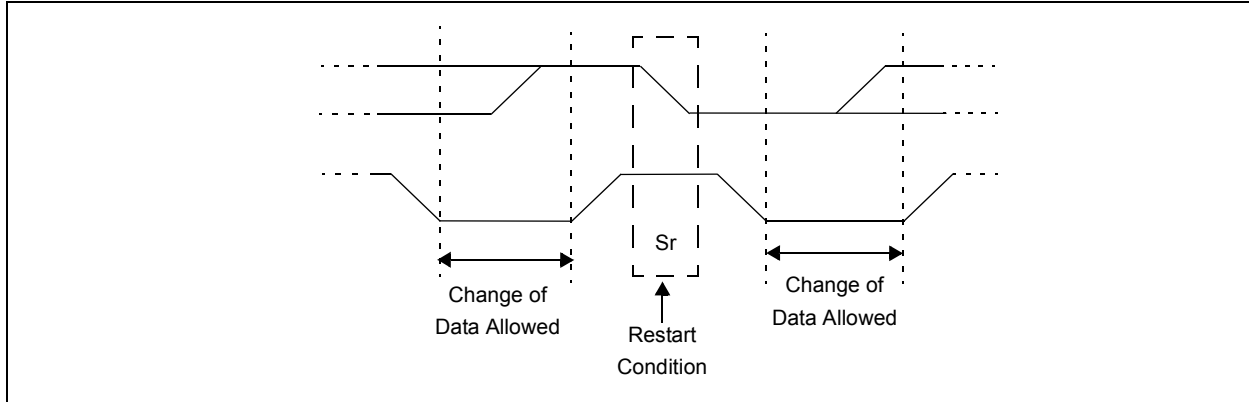 Sr
Change of
Data Allowed
Restart
Condition
Change of
Data Allowed